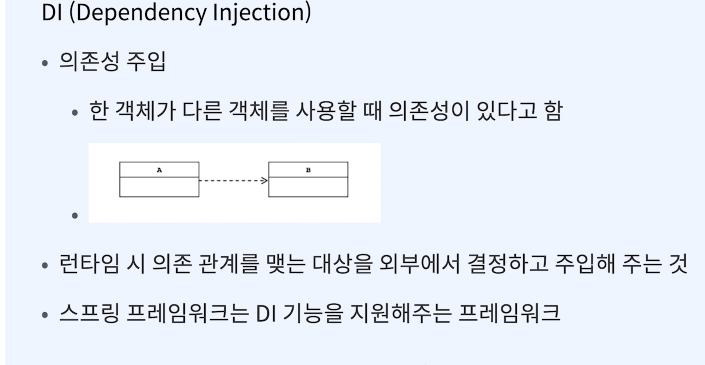 DI (Dependency Injection)
• 의존성 주입
• 한 객체가 다른 객체를 사용할 때 의존성이 있다고 함
A B
•
• 런타임 시 의존 관계를 맺는 대상을 외부에서 결정하고 주입해 주는 것
• 스프링 프레임워크는 DI 기능을 지원해주는 프레임워크